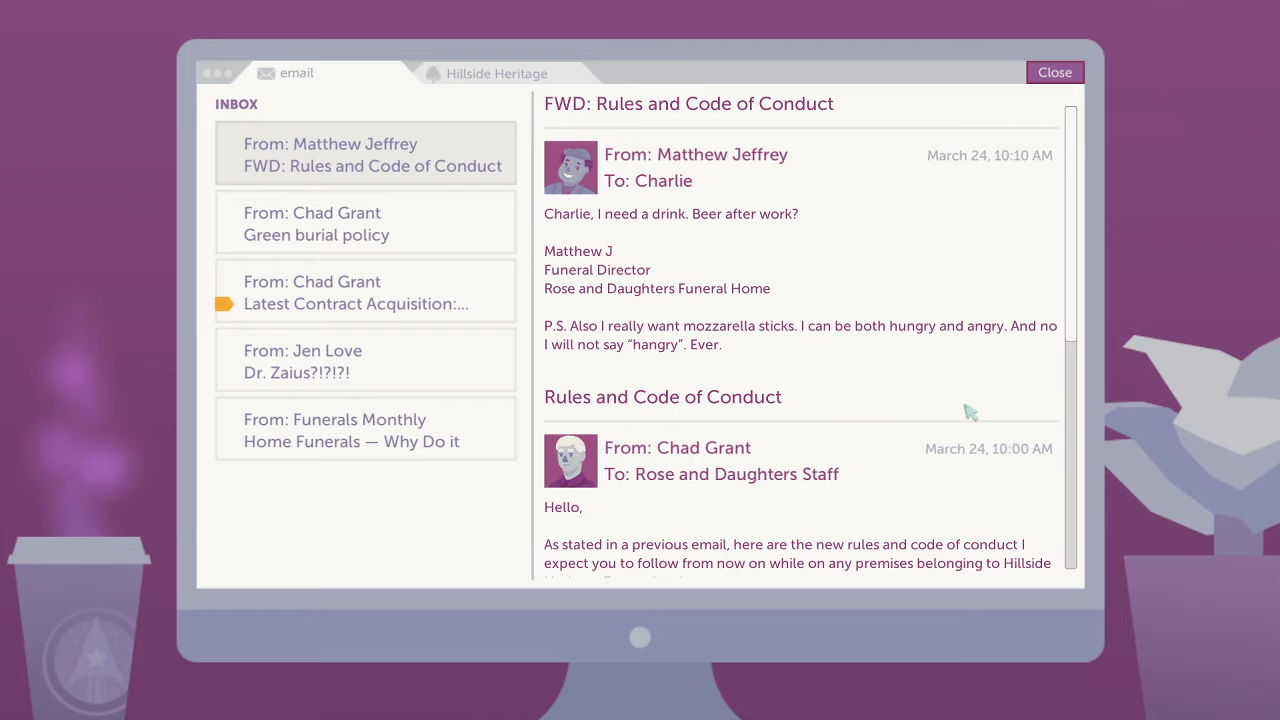 email
Hillside Heritage
Close
INBOX
From: Matthew Jeffrey
FWD: Rules and Code of Conduct
From: Chad Grant
Green burial policy
From: Chad Grant
Latest Contract Acquisition:...
From: Jen Love
Dr. Zaius?!?!?!
From: Funerals Monthly
Home Funerals — Why Do it
FWD: Rules and Code of Conduct
From: Matthew Jeffrey
March 24, 10:10 AM
To: Charlie
Charlie, I need a drink. Beer after work?
Matthew J
Funeral Director
Rose and Daughters Funeral Home
P.S. Also I really want mozzarella sticks. I can be both hungry and angry. And no
I will not say “hangry”. Ever.
Rules and Code of Conduct
From: Chad Grant
March 24, 10:00 AM
To: Rose and Daughters Staff
Hello,
As stated in a previous email, here are the new rules and code of conduct I
expect you to follow from now on while on any premises belonging to Hillside